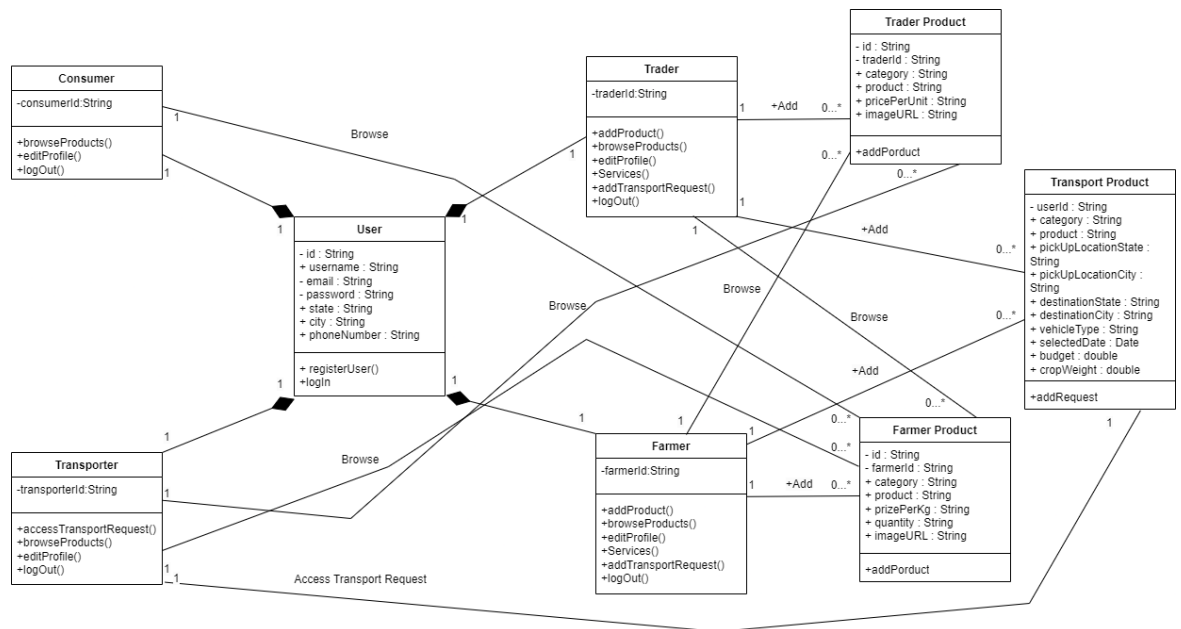 Trader Product
- id : String
- traderId : String
+ category : String
+ product : String
+ pricePerUnit : String
+ imageURL : String
+addPorduct
Consumer
-consumerId:String
+browseProducts()
+editProfile()
+logOut()
Trader
-traderId:String
+addProduct()
+browseProducts()
+editProfile()
+Services()
+addTransportRequest()
+logOut()
1
+Add
0...*
1
Browse
1
0...*
0...*
1
1
1
1
1
+Add
0...*
Transport Product
- userId : String
+ category : String
+ product : String
+ pickUpLocationState :
String
+ pickUpLocationCity :
String
+ destinationState : String
+ destinationCity : String
+ vehicleType : String
+ selectedDate : Date
+ budget : double
+ cropWeight : double
+addRequest
User
- id : String
+ username : String
- email : String
- password : String
+ state : String
+ city : String
+ phoneNumber : String
+ registerUser()
+logIn
Browse
Browse
Browse
0...*
+Add
1
1
1
1
1
0...*
0...*
0...*
1
1
Farmer
-farmerId:String
+addProduct()
+browseProducts()
+editProfile()
+Services()
+addTransportRequest()
+logOut()
1
+Add
0...*
Farmer Product
- id : String
- farmerId : String
+ category : String
+ product : String
+ prizePerKg : String
+ quantity : String
+ imageURL : String
+addPorduct
1
Browse
Transporter
-transporterId:String
+accessTransportRequest()
+browseProducts()
+editProfile()
+logOut()
1
1
1
Access Transport Request